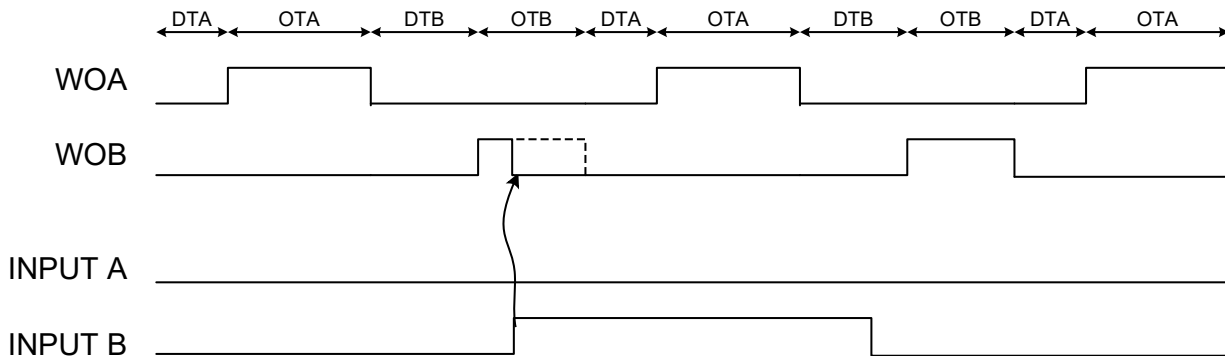 DTA OTA DTB OTB DTA OTA DTB OTB DTA OTA
WOA
WOB
INPUT A
INPUT B